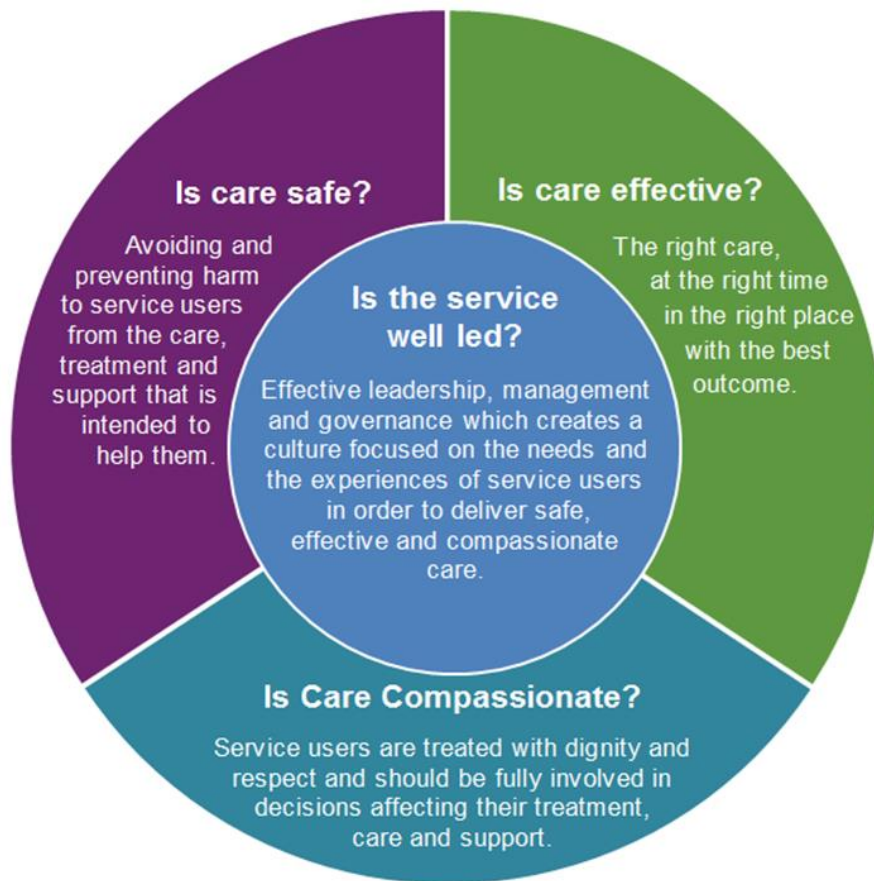 Is care safe?
Avoiding and
preventing harm
to service users
from the care,
treatment and
support that is
intended to
help them.
Is care effective?
The right care,
at the right time
in the right place
with the best
outcome.
Is the service
well led?
Effective leadership, management
and governance which creates a
culture focused on the needs and
the experiences of service users
in order to deliver safe,
effective and compassionate
care.
Is Care Compassionate?
Service users are treated with dignity and
respect and should be fully involved in
decisions affecting their treatment,
care and support.